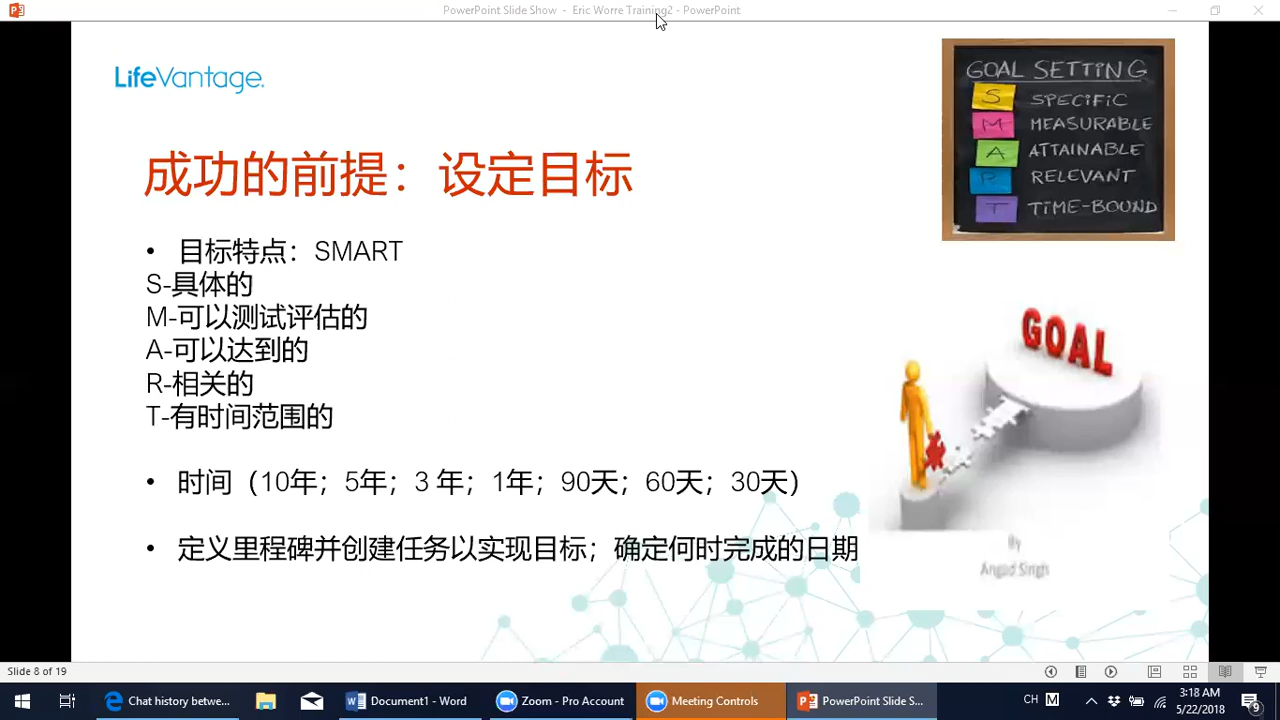 PowerPoint Slide Show - Eric Worre Training2 - PowerPoint
LifeVantage.
GOAL SETTING
S SPECIFIC
M MEASURABLE
A ATTAINABLE
R RELEVANT
T TIME-BOUND
成功的前提：设定目标
• 目标特点：SMART
S-具体的
M-可以测试评估的
A-可以达到的
R-相关的
T-有时间范围的
• 时间（10年；5年；3 年；1年；90天；60天；30天）
• 定义里程碑并创建任务以实现目标；确定何时完成的日期
GOAL
By
Angad Singh
Slide 8 of 19
Chat history betwe...
Document1 - Word
Zoom - Pro Account
Meeting Controls
PowerPoint Slide S...
CH M
3:18 AM
5/22/2018
9